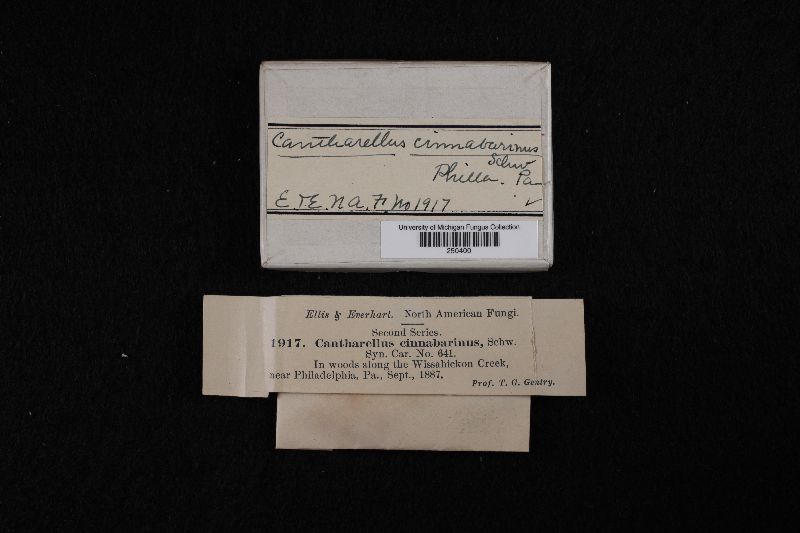 Cantharellus cinnabarinus
Schw
Philla. Pa
E. & E. N. A. F. No 1917 ✓
University of Michigan Fungus Collection
250400
Ellis & Everhart. North American Fungi.
Second Series.
1917. Cantharellus cinnabarinus, Schw.
Syn. Car. No. 641.
In woods along the Wissahickon Creek,
near Philadelphia, Pa., Sept., 1887.
Prof. T. G. Gentry.